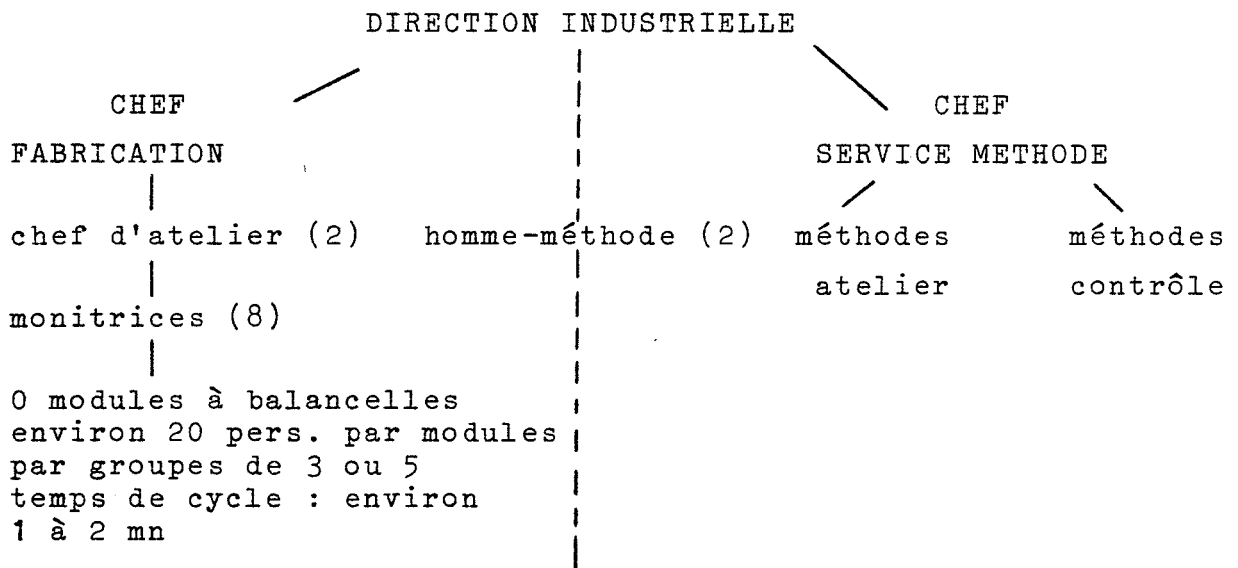 DIRECTION INDUSTRIELLE
CHEF
FABRICATION
chef d'atelier (2)
monitrices (8)
0 modules à balancelles
environ 20 pers. par modules
par groupes de 3 ou 5
temps de cycle : environ
1 à 2 mn
homme-méthode (2)
CHEF
SERVICE METHODE
méthodes
atelier
méthodes
contrôle